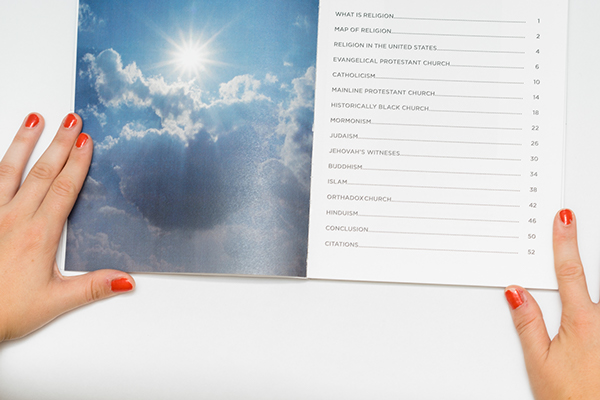 WHAT IS RELIGION 1
MAP OF RELIGION 2
RELIGION IN THE UNITED STATES 4
EVANGELICAL PROTESTANT CHURCH 6
CATHOLICISM 10
MAINLINE PROTESTANT CHURCH 14
HISTORICALLY BLACK CHURCH 18
MORMONISM 22
JUDAISM 26
JEHOVAH'S WITNESES 30
BUDDHISM 34
ISLAM 38
ORTHADOXCHURCH 42
HINDUISM 46
CONCLUSION 50
CITATIONS 52